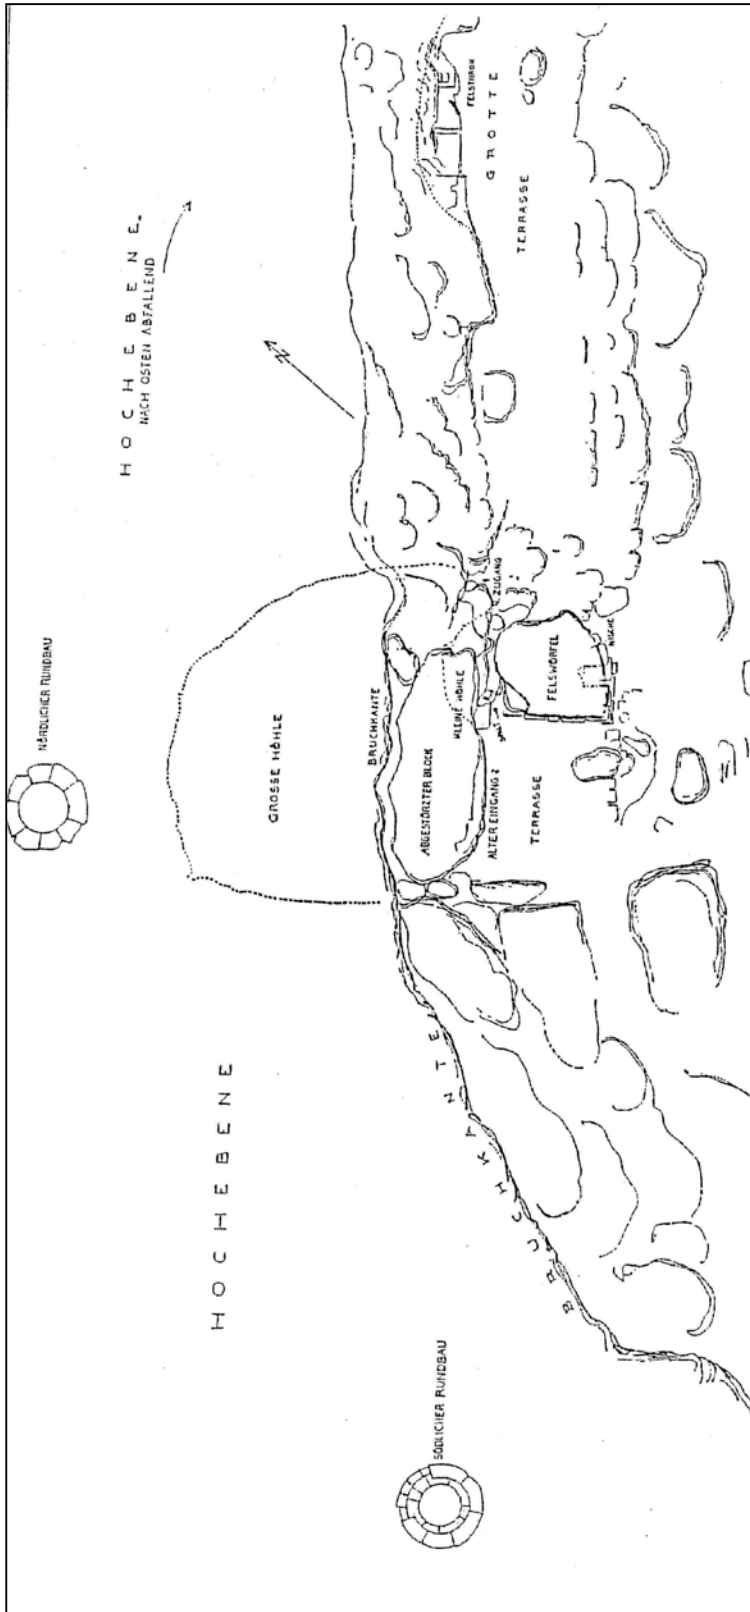 NÖRDLICHER RUNDBAU
HOCHEBENE.
NACH OSTEN ABFALLEND
HOCHEBENE
GROSSE HÖHLE
BRUCHKANTE
ABGESTÜRZTER BLOCK
SÜDLICHER RUNDBAU
BRUCHKANTE
KLEINE HÖHLE
FELSTHRON
ALTER EINGANG ?
ZUGANG
GROTTE
TERRASSE
TERRASSE
FELSWÜRFEL
NISCHE